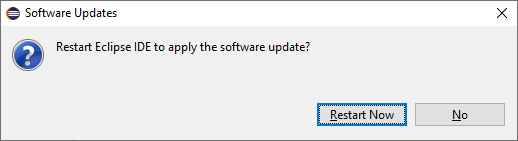 Software Updates
Restart Eclipse IDE to apply the software update?
Restart Now
No